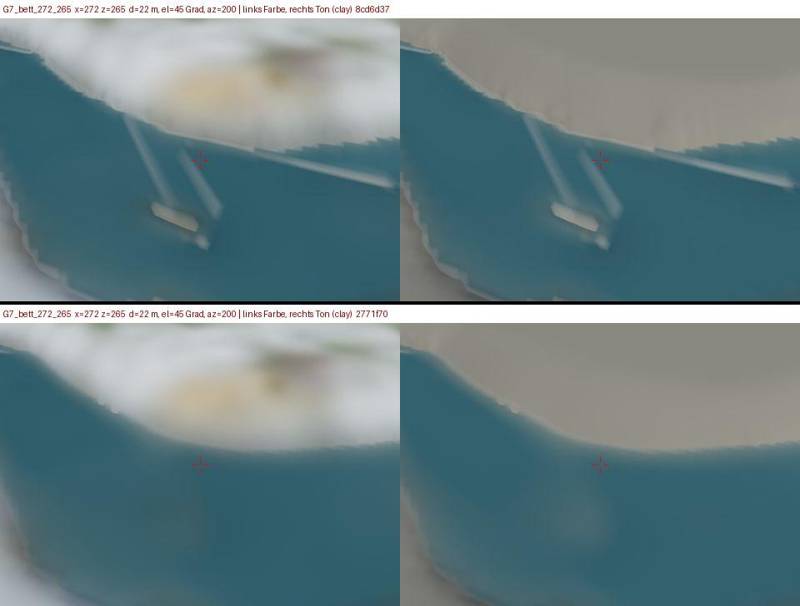 G7_bett_272_265 x=272 z=265 d=22 m, el=45 Grad, az=200 | links Farbe, rechts Ton (clay) 8cd6d37
G7_bett_272_265 x=272 z=265 d=22 m, el=45 Grad, az=200 | links Farbe, rechts Ton (clay) 2771f70